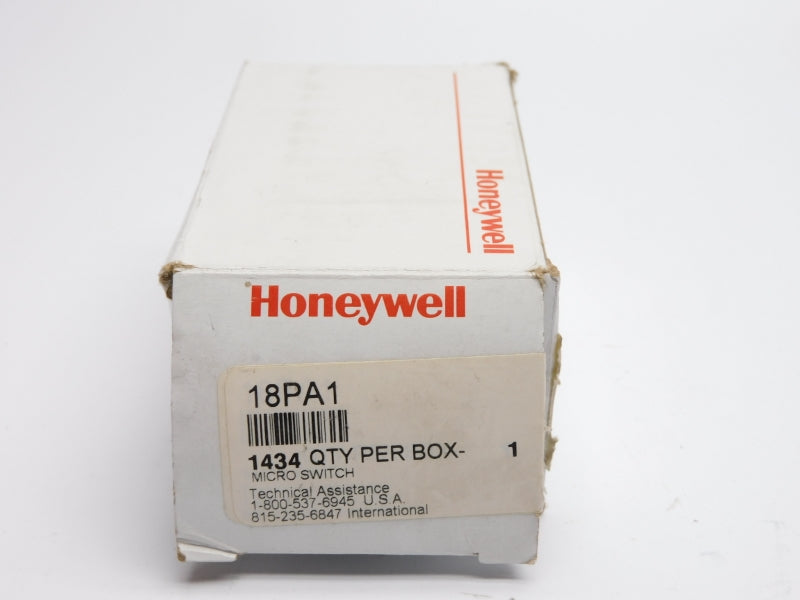 Honeywell
Honeywell
18PA1
1434 QTY PER BOX- 1
MICRO SWITCH
Technical Assistance
1-800-537-6945 U.S.A.
815-235-6847 International